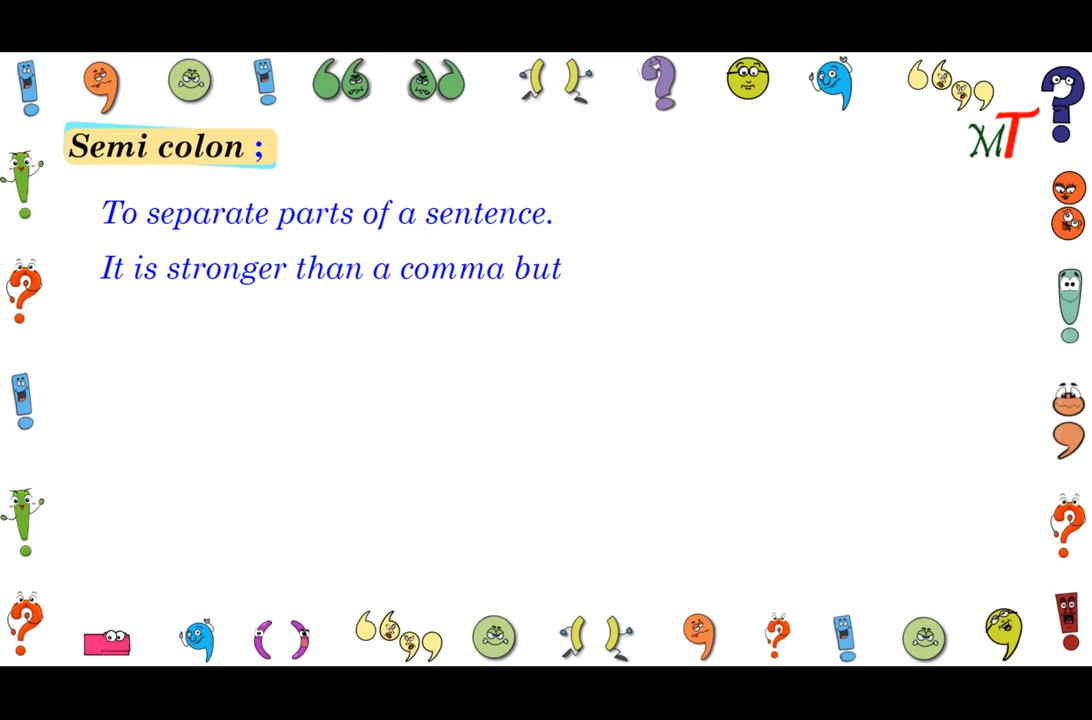 Semi colon ;
MT
To separate parts of a sentence.
It is stronger than a comma but